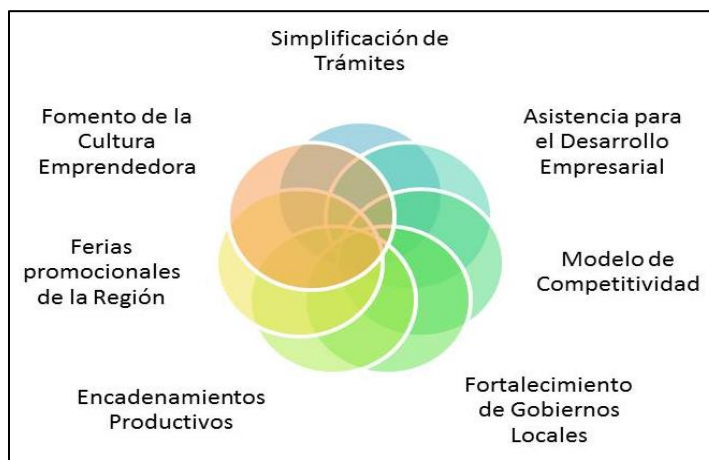 Simplificación de
Trámites
Asistencia para
el Desarrollo
Empresarial
Modelo de
Competitividad
Fortalecimiento
de Gobiernos
Locales
Encadenamientos
Productivos
Ferias
promocionales
de la Región
Fomento de la
Cultura
Emprendedora